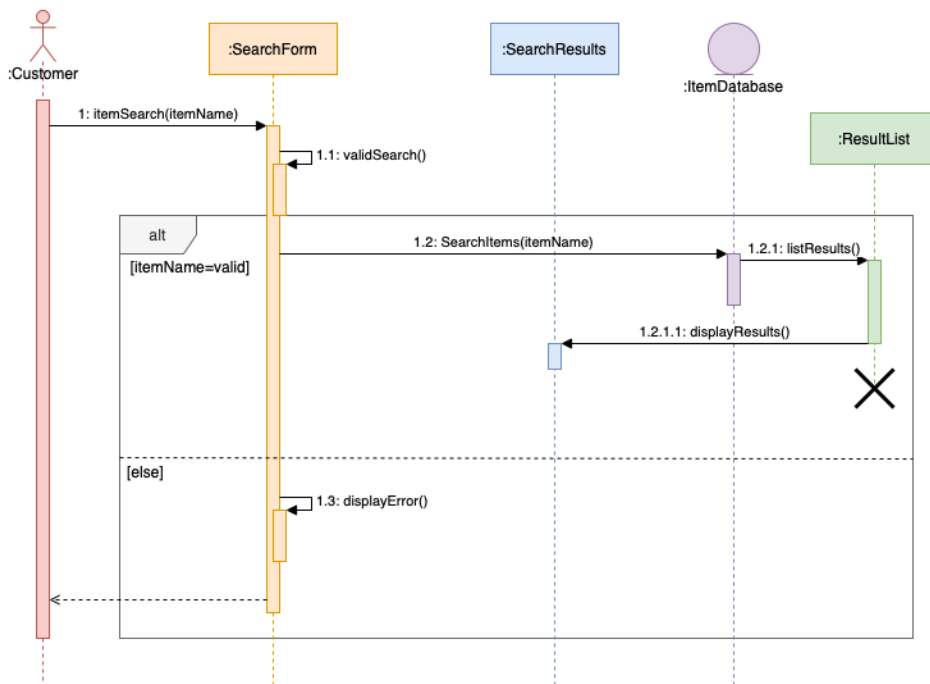 :Customer
:SearchForm
:SearchResults
:ItemDatabase
:ResultList
1: itemSearch(itemName)
1.1: validSearch()
alt
[itemName=valid]
1.2: SearchItems(itemName)
1.2.1: listResults()
1.2.1.1: displayResults()
[else]
1.3: displayError()